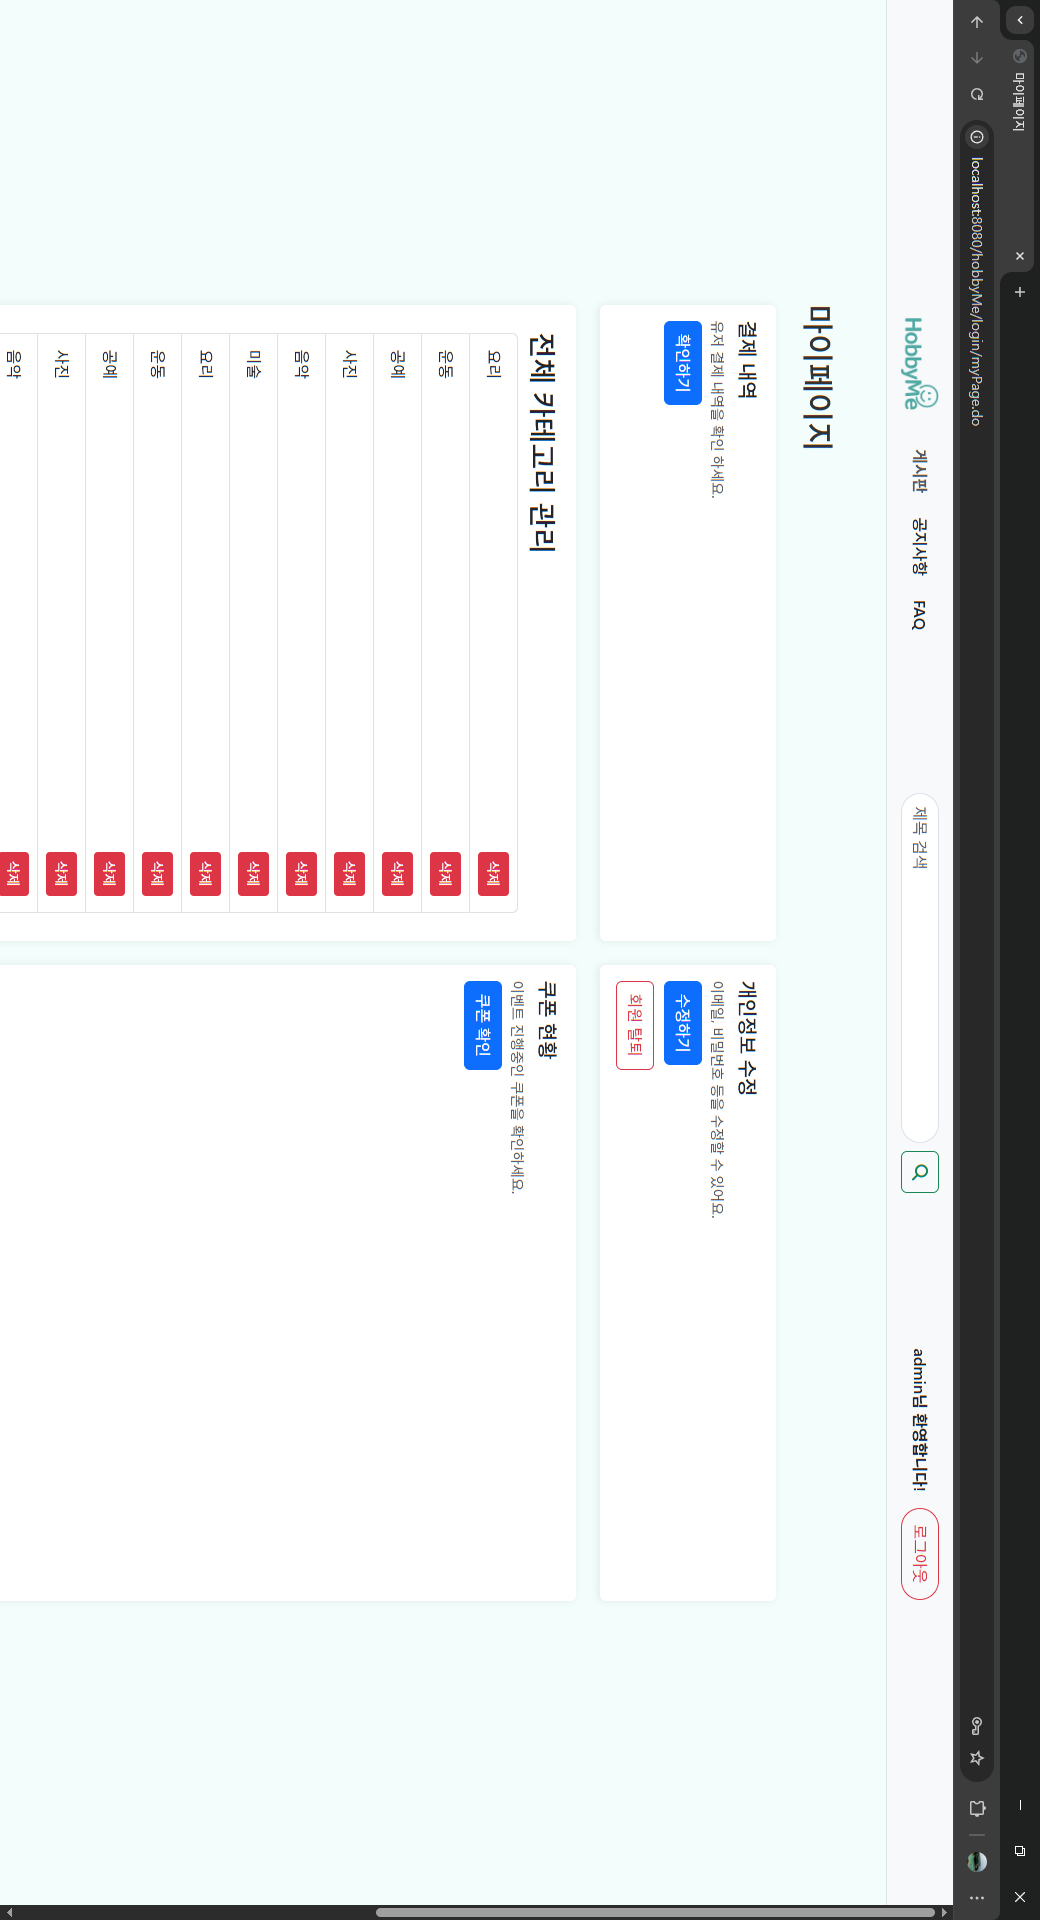 마이페이지
localhost:8080/hobbyMe/login/myPage.do
HobbyMe
게시판
공지사항
FAQ
제목 검색
admin님 환영합니다!
로그아웃
마이페이지
결제 내역
유저 결제 내역을 확인 하세요.
확인하기
개인정보 수정
이메일, 비밀번호 등을 수정할 수 있어요.
수정하기
회원 탈퇴
전체 카테고리 관리
요리 삭제
운동 삭제
공예 삭제
사진 삭제
음악 삭제
미술 삭제
요리 삭제
운동 삭제
공예 삭제
사진 삭제
음악 삭제
쿠폰 현황
이벤트 진행중인 쿠폰을 확인하세요.
쿠폰 확인